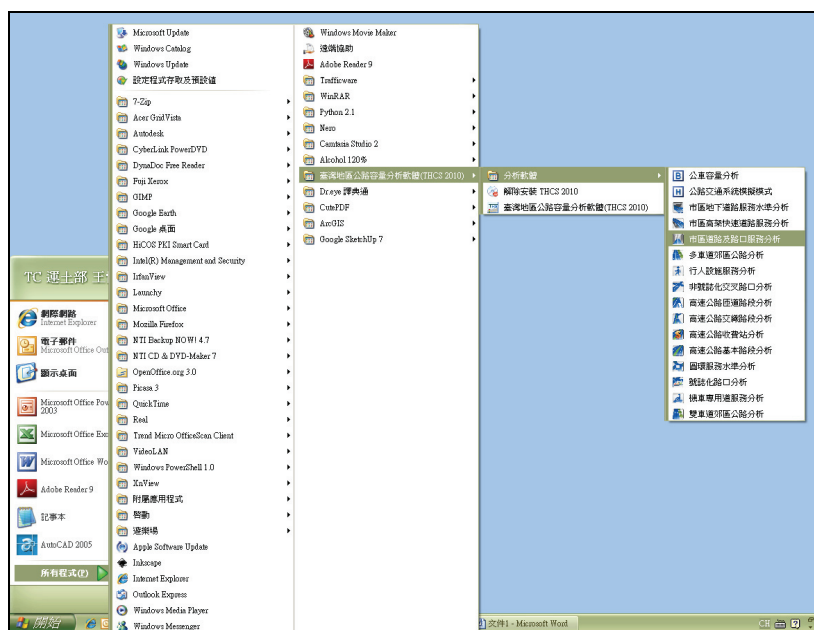 Microsoft Update
Windows Catalog
Windows Update
設定程式存取及預設值
7-Zip
Acer GridVista
Autodesk
CyberLink PowerDVD
DynaDoc Free Reader
Fuji Xerox
GIMP
Google Earth
Google 桌面
HiCOS PKI Smart Card
Intel(R) Management and Security
IrfanView
Launchy
Microsoft Office
Mozilla Firefox
NTI Backup NOW! 4.7
NTI CD & DVD-Maker 7
OpenOffice.org 3.0
Picasa 3
QuickTime
Real
Trend Micro OfficeScan Client
VideoLAN
Windows PowerShell 1.0
XnView
附屬應用程式
啓動
遊樂場
Apple Software Update
Inkscape
Internet Explorer
Outlook Express
Windows Media Player
Windows Messenger
Windows Movie Maker
遠端協助
Adobe Reader 9
Trafficware
WinRAR
Python 2.1
Nero
Camtasia Studio 2
Alcohol 120%
臺灣地區公路容量分析軟體(THCS 2010)
Dr.eye 譯典通
CutePDF
ArcGIS
Google SketchUp 7
分析軟體
解除安裝 THCS 2010
臺灣地區公路容量分析軟體(THCS 2010)
公車容量分析
公路交通系統模擬模式
市區地下道路服務水準分析
市區高架快速道路服務分析
市區道路及路口服務分析
多車道郊區公路分析
行人設施服務分析
非號誌化交叉路口分析
高速公路匝道路段分析
高速公路交織路段分析
高速公路收費站分析
高速公路基本路段分析
圓環服務水準分析
號誌化路口分析
機車專用道服務分析
雙車道郊區公路分析
TC 運土部 王
網際網路
Internet Explorer
電子郵件
Microsoft Office Out
顯示桌面
Microsoft Office Pow
2003
Microsoft Office Exc
Microsoft Office Wo
Adobe Reader 9
記事本
AutoCAD 2005
所有程式(P)
開始
文件1 - Microsoft Word
CH